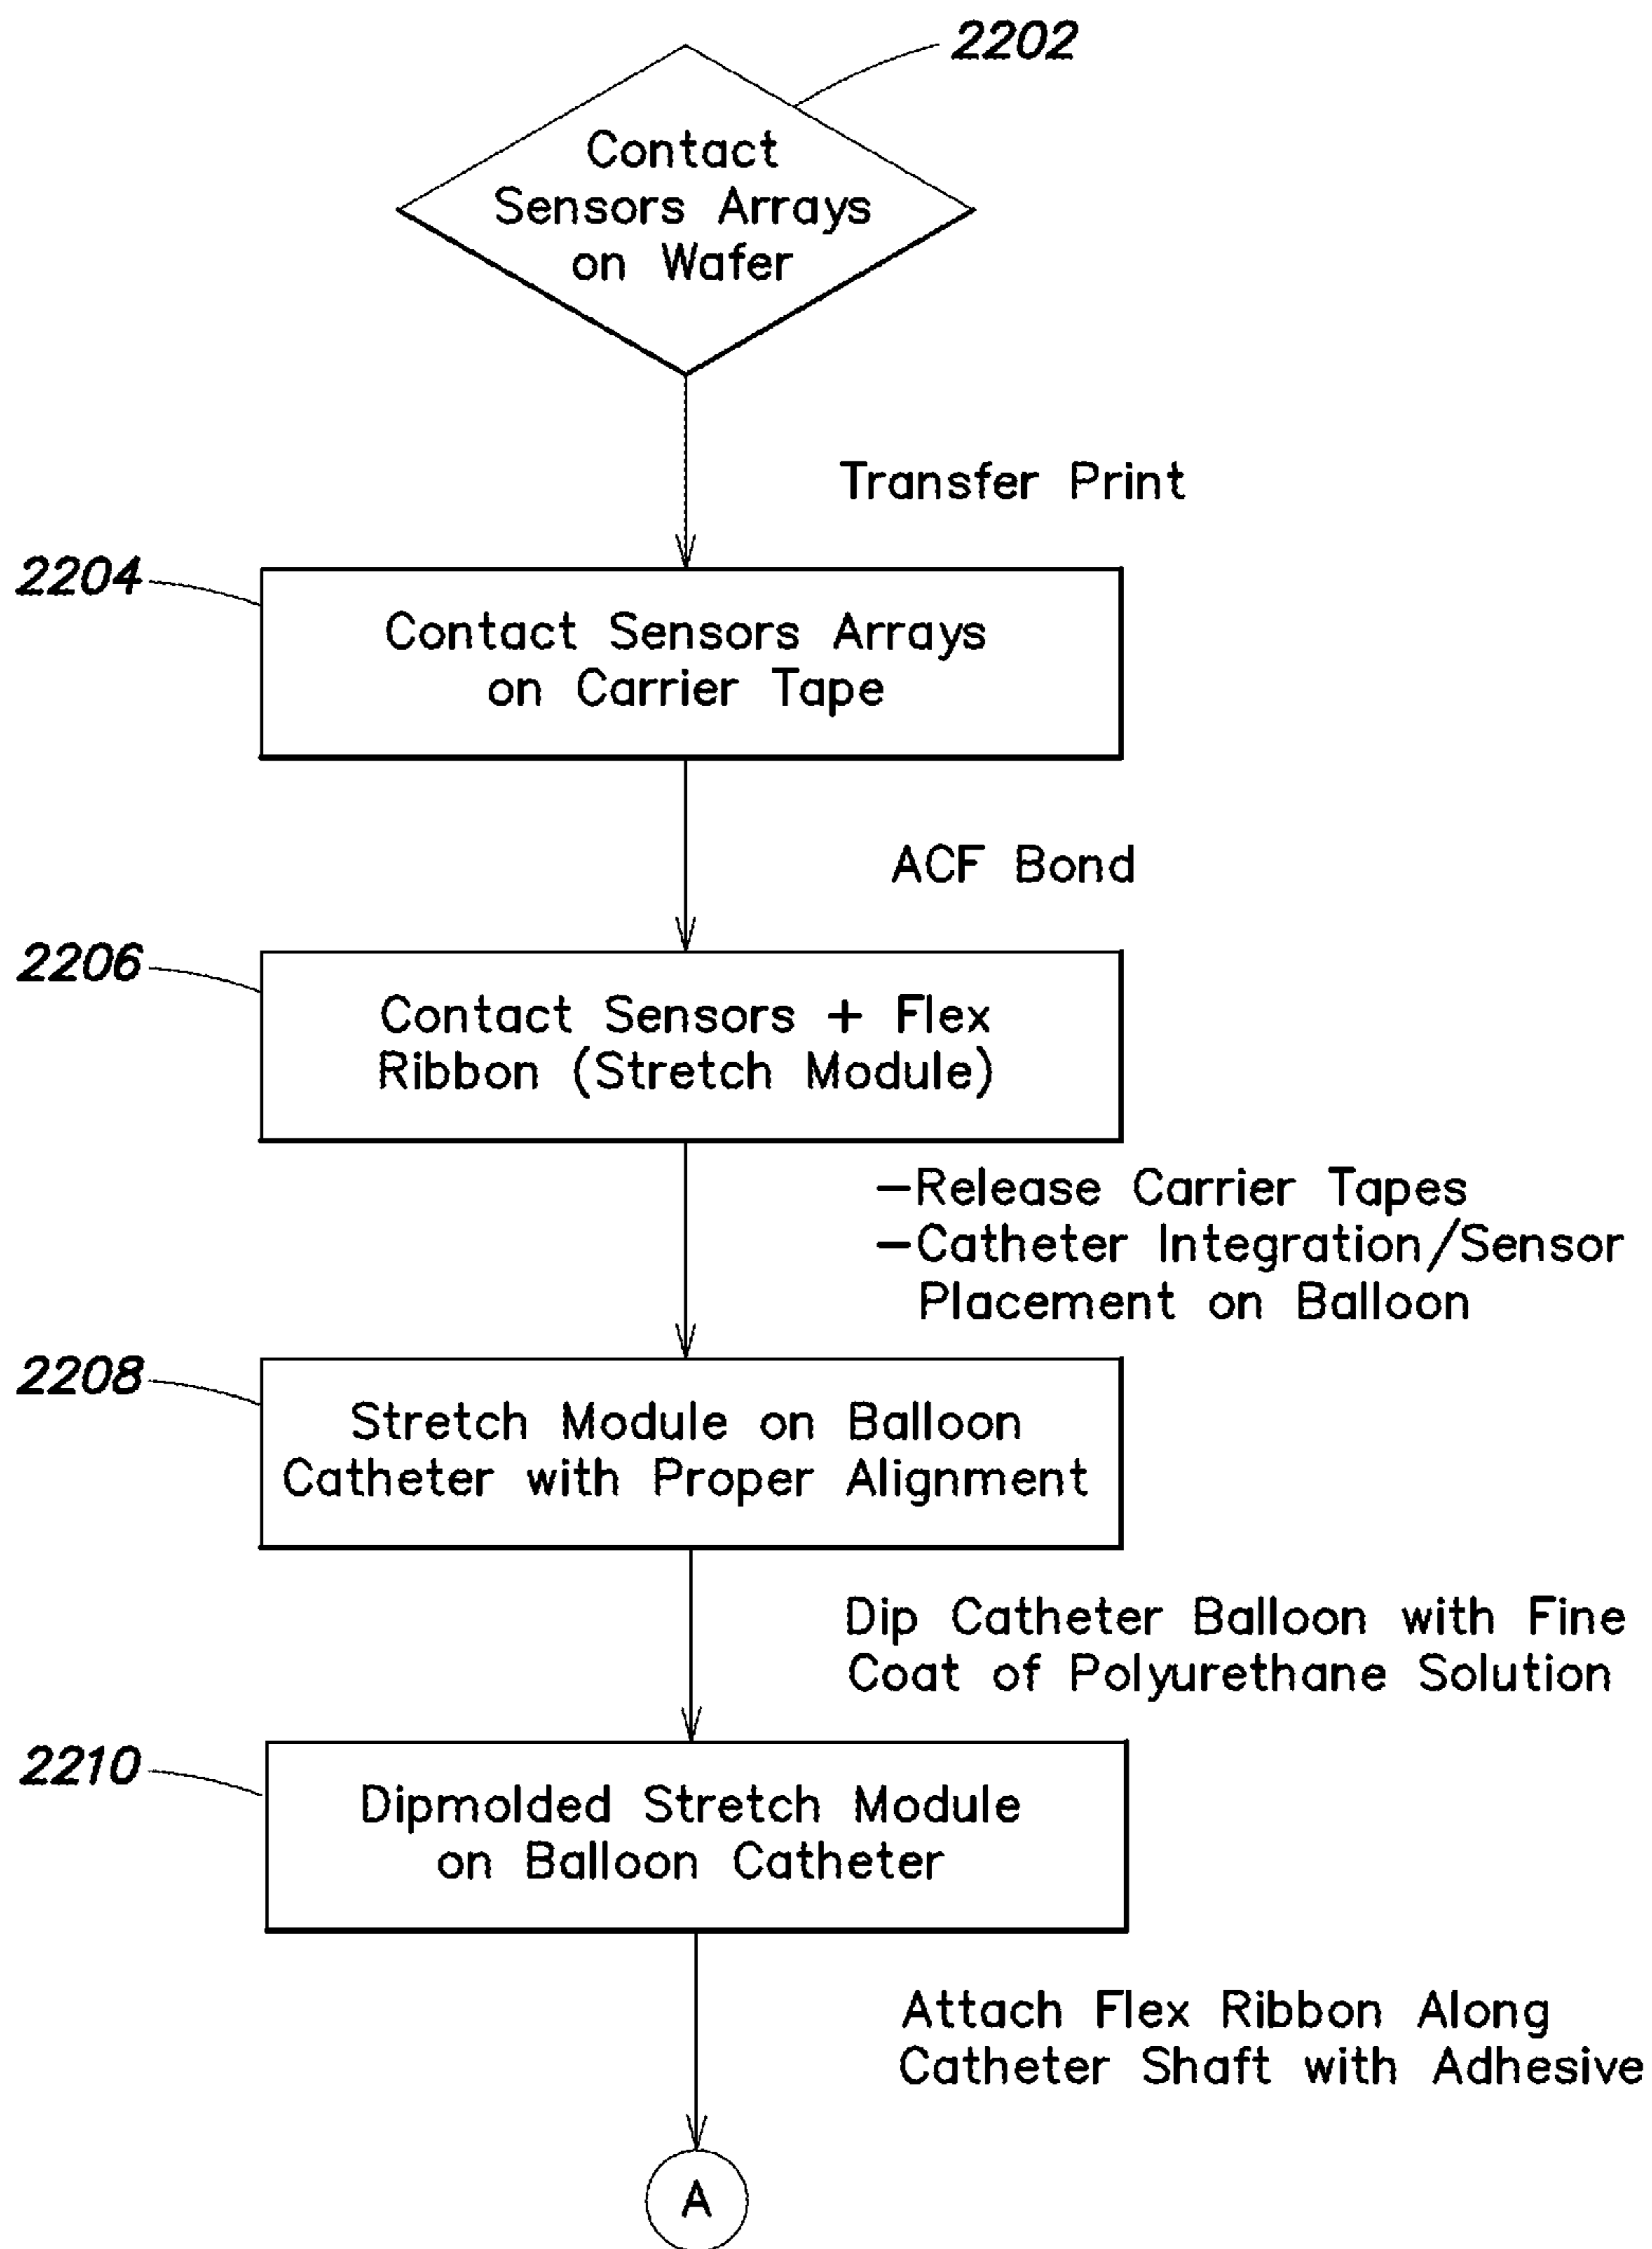 2202
Contact
Sensors Arrays
on Wafer
Transfer Print
2204
Contact Sensors Arrays
on Carrier Tape
ACF Bond
2206
Contact Sensors + Flex
Ribbon (Stretch Module)
–Release Carrier Tapes
–Catheter Integration/Sensor
Placement on Balloon
2208
Stretch Module on Balloon
Catheter with Proper Alignment
Dip Catheter Balloon with Fine
Coat of Polyurethane Solution
2210
Dipmolded Stretch Module
on Balloon Catheter
Attach Flex Ribbon Along
Catheter Shaft with Adhesive
A